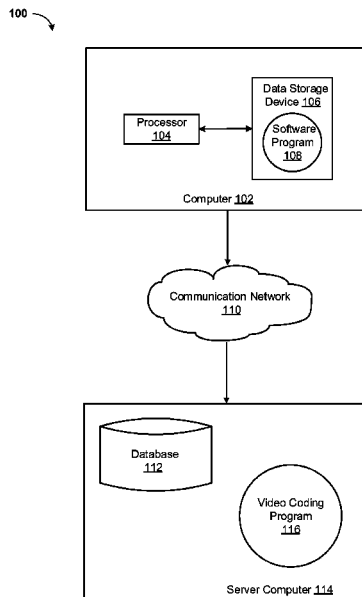 100
Data Storage
Device 106
Processor
104
Software
Program
108
Computer 102
Communication Network
110
Database
112
Video Coding
Program
116
Server Computer 114